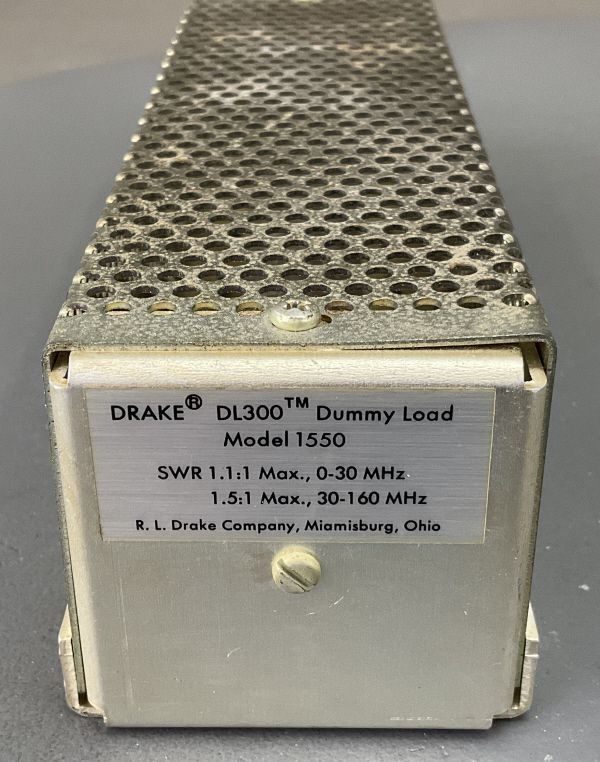 DRAKE® DL300™ Dummy Load
Model 1550
SWR 1.1:1 Max., 0-30 MHz
1.5:1 Max., 30-160 MHz
R. L. Drake Company, Miamisburg, Ohio